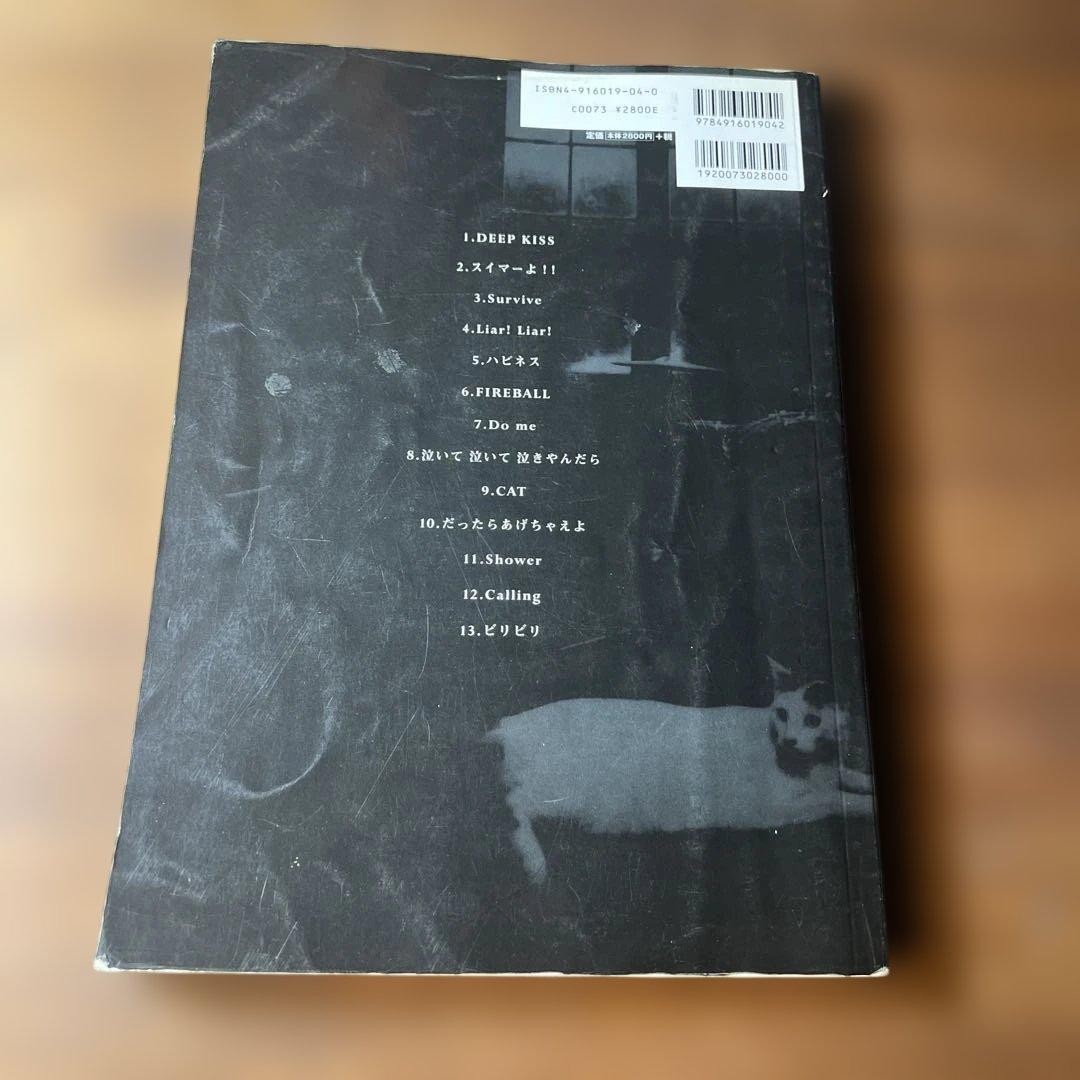 ISBN4-916019-04-0
C0073 ¥2800E
定価 本体2800円 +税
9784916019042
1920073028000
1.DEEP KISS
2.スイマーよ!!
3.Survive
4.Liar! Liar!
5.ハピネス
6.FIREBALL
7.Do me
8.泣いて 泣いて 泣きやんだら
9.CAT
10.だったらあげちゃえよ
11.Shower
12.Calling
13.ビリビリ